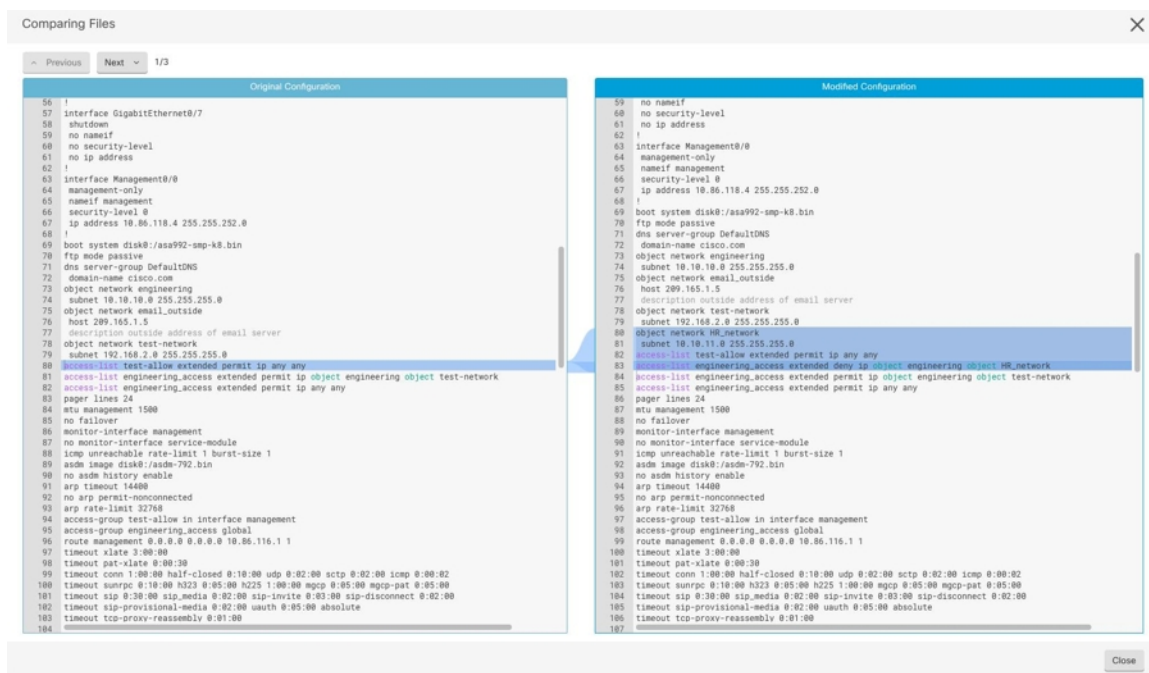 Comparing Files
Previous Next 1/3
Original Configuration
56 !
57 interface GigabitEthernet0/7
58 shutdown
59 no nameif
60 no security-level
61 no ip address
62 !
63 interface Management0/0
64 management-only
65 nameif management
66 security-level 0
67 ip address 10.86.118.4 255.255.252.0
68 !
69 boot system disk0:/asa992-smp-k8.bin
70 ftp mode passive
71 dns server-group DefaultDNS
72 domain-name cisco.com
73 object network engineering
74 subnet 10.10.10.0 255.255.255.0
75 object network email_outside
76 host 209.165.1.5
77 description outside address of email server
78 object network test-network
79 subnet 192.168.2.0 255.255.255.0
80 access-list test-allow extended permit ip any any
81 access-list engineering_access extended permit ip object engineering object test-network
82 access-list engineering_access extended permit ip any any
83 pager lines 24
84 mtu management 1500
85 no failover
86 monitor-interface management
87 no monitor-interface service-module
88 icmp unreachable rate-limit 1 burst-size 1
89 asdm image disk0:/asdm-792.bin
90 no asdm history enable
91 arp timeout 14400
92 no arp permit-nonconnected
93 arp rate-limit 32768
94 access-group test-allow in interface management
95 access-group engineering_access global
96 route management 0.0.0.0 0.0.0.0 10.86.116.1 1
97 timeout xlate 3:00:00
98 timeout pat-xlate 0:00:30
99 timeout conn 1:00:00 half-closed 0:10:00 udp 0:02:00 sctp 0:02:00 icmp 0:00:02
100 timeout sunrpc 0:10:00 h323 0:05:00 h225 1:00:00 mgcp 0:05:00 mgcp-pat 0:05:00
101 timeout sip 0:30:00 sip_media 0:02:00 sip-invite 0:03:00 sip-disconnect 0:02:00
102 timeout sip-provisional-media 0:02:00 uauth 0:05:00 absolute
103 timeout tcp-proxy-reassembly 0:01:00
104
Modified Configuration
59 no nameif
60 no security-level
61 no ip address
62 !
63 interface Management0/0
64 management-only
65 nameif management
66 security-level 0
67 ip address 10.86.118.4 255.255.252.0
68 !
69 boot system disk0:/asa992-smp-k8.bin
70 ftp mode passive
71 dns server-group DefaultDNS
72 domain-name cisco.com
73 object network engineering
74 subnet 10.10.10.0 255.255.255.0
75 object network email_outside
76 host 209.165.1.5
77 description outside address of email server
78 object network test-network
79 subnet 192.168.2.0 255.255.255.0
80 object network HR_network
81 subnet 10.10.11.0 255.255.255.0
82 access-list test-allow extended permit ip any any
83 access-list engineering_access extended deny ip object engineering object HR_network
84 access-list engineering_access extended permit ip object engineering object test-network
85 access-list engineering_access extended permit ip any any
86 pager lines 24
87 mtu management 1500
88 no failover
89 monitor-interface management
90 no monitor-interface service-module
91 icmp unreachable rate-limit 1 burst-size 1
92 asdm image disk0:/asdm-792.bin
93 no asdm history enable
94 arp timeout 14400
95 no arp permit-nonconnected
96 arp rate-limit 32768
97 access-group test-allow in interface management
98 access-group engineering_access global
99 route management 0.0.0.0 0.0.0.0 10.86.116.1 1
100 timeout xlate 3:00:00
101 timeout pat-xlate 0:00:30
102 timeout conn 1:00:00 half-closed 0:10:00 udp 0:02:00 sctp 0:02:00 icmp 0:00:02
103 timeout sunrpc 0:10:00 h323 0:05:00 h225 1:00:00 mgcp 0:05:00 mgcp-pat 0:05:00
104 timeout sip 0:30:00 sip_media 0:02:00 sip-invite 0:03:00 sip-disconnect 0:02:00
105 timeout sip-provisional-media 0:02:00 uauth 0:05:00 absolute
106 timeout tcp-proxy-reassembly 0:01:00
107
Close